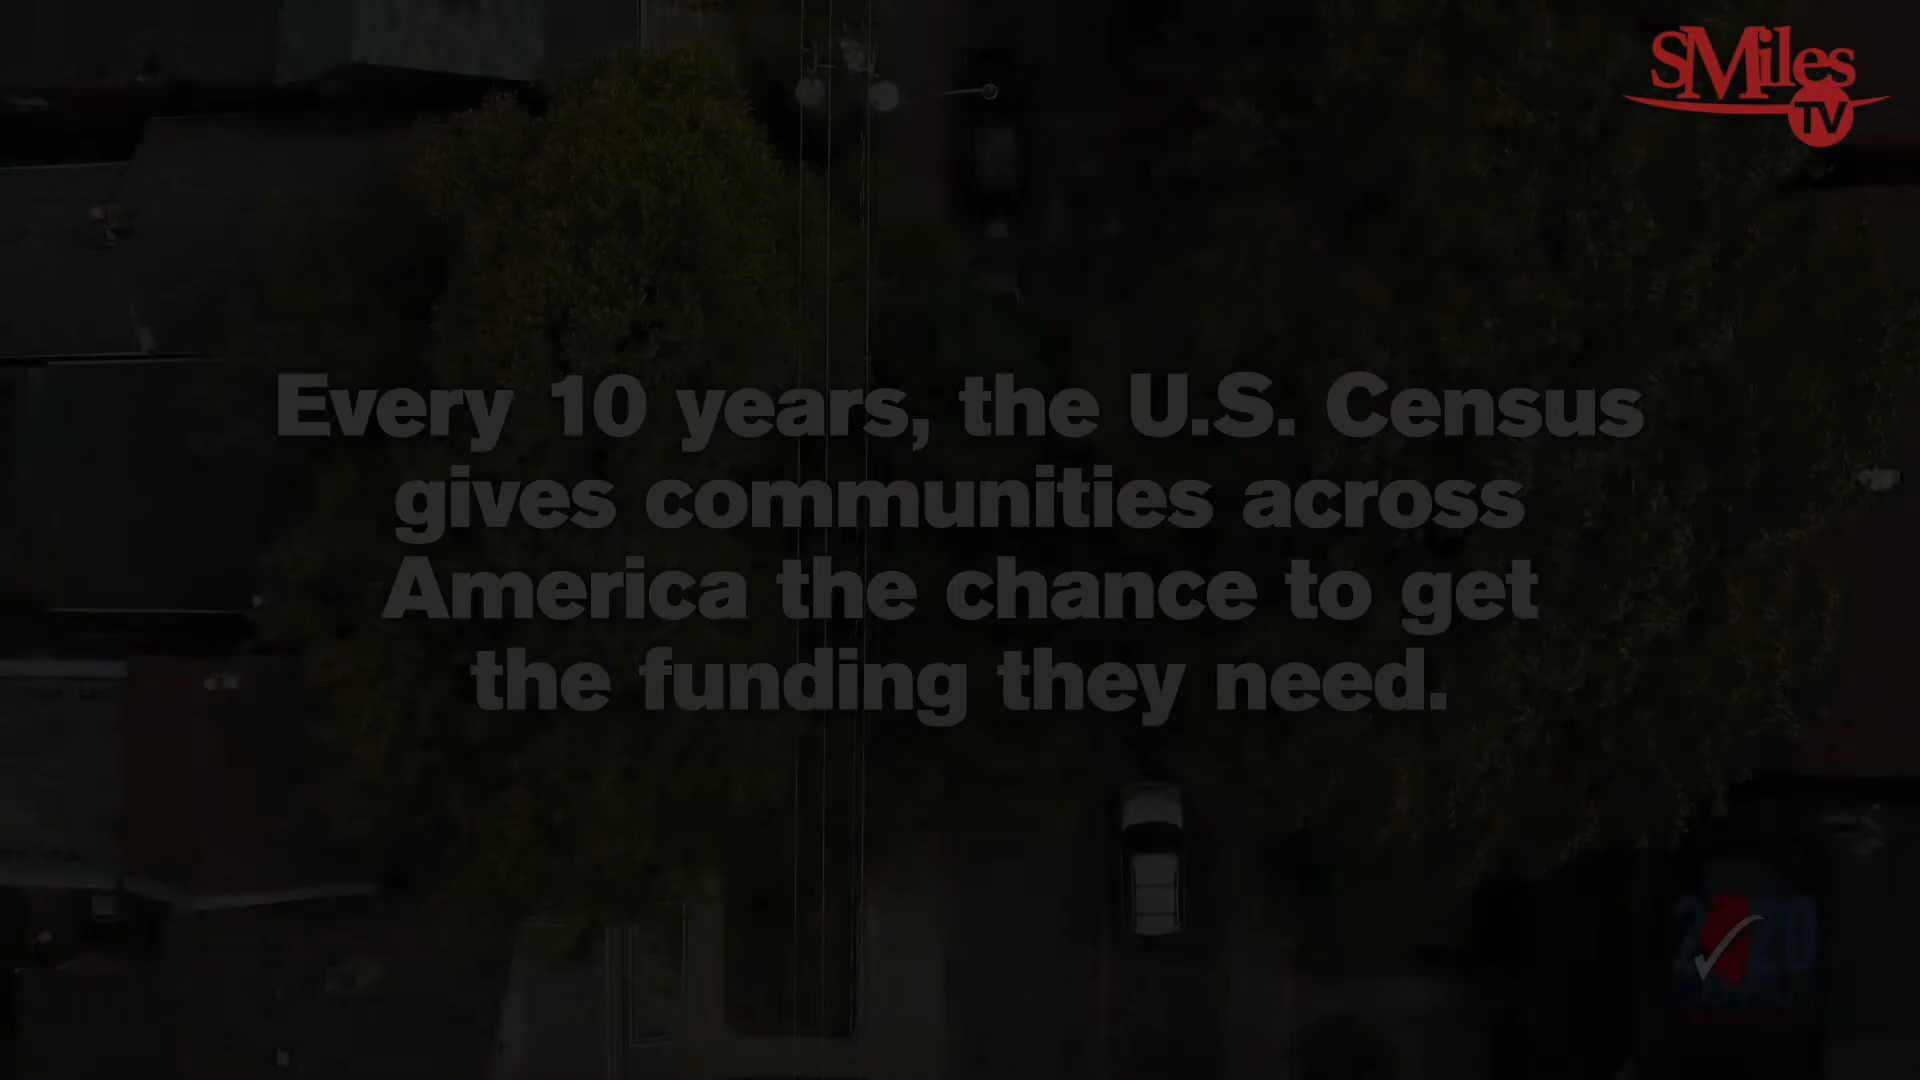 SMiles
TV
Every 10 years, the U.S. Census
gives communities across
America the chance to get
the funding they need.